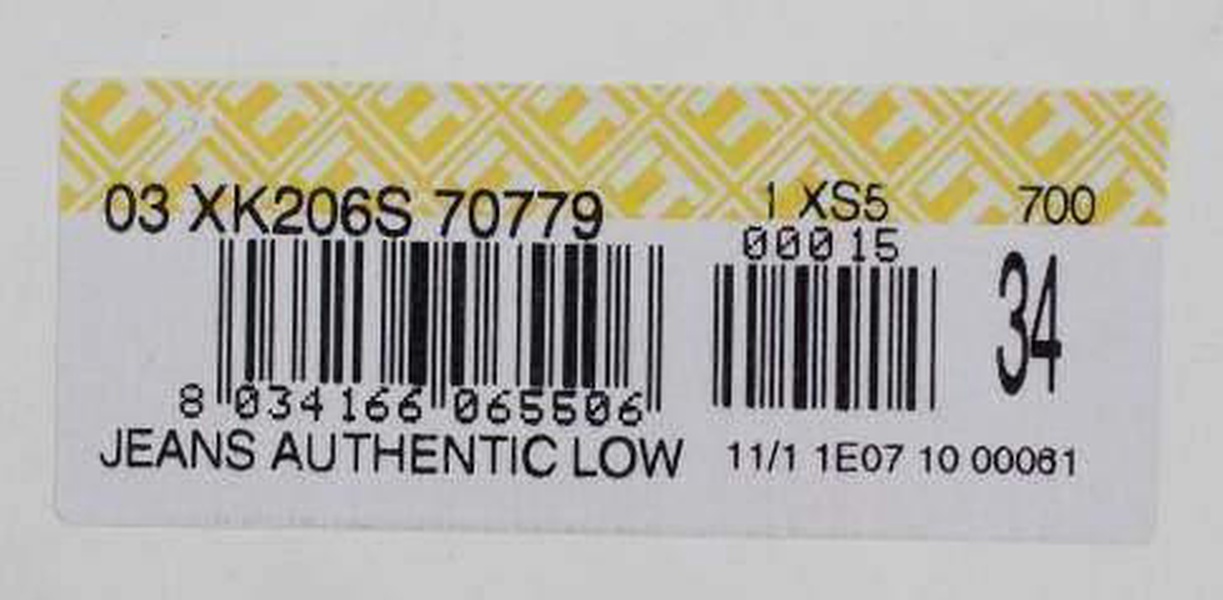 03 XK206S 70779 1 XS5 700
00015
34
8 034166 065506
JEANS AUTHENTIC LOW 11/1 1E07 10 00061